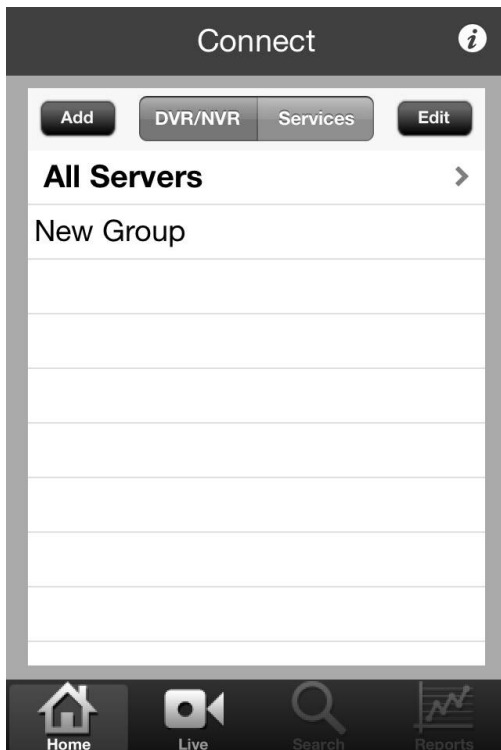 Connect
Add DVR/NVR Services Edit
All Servers
New Group
Home Live Search Reports